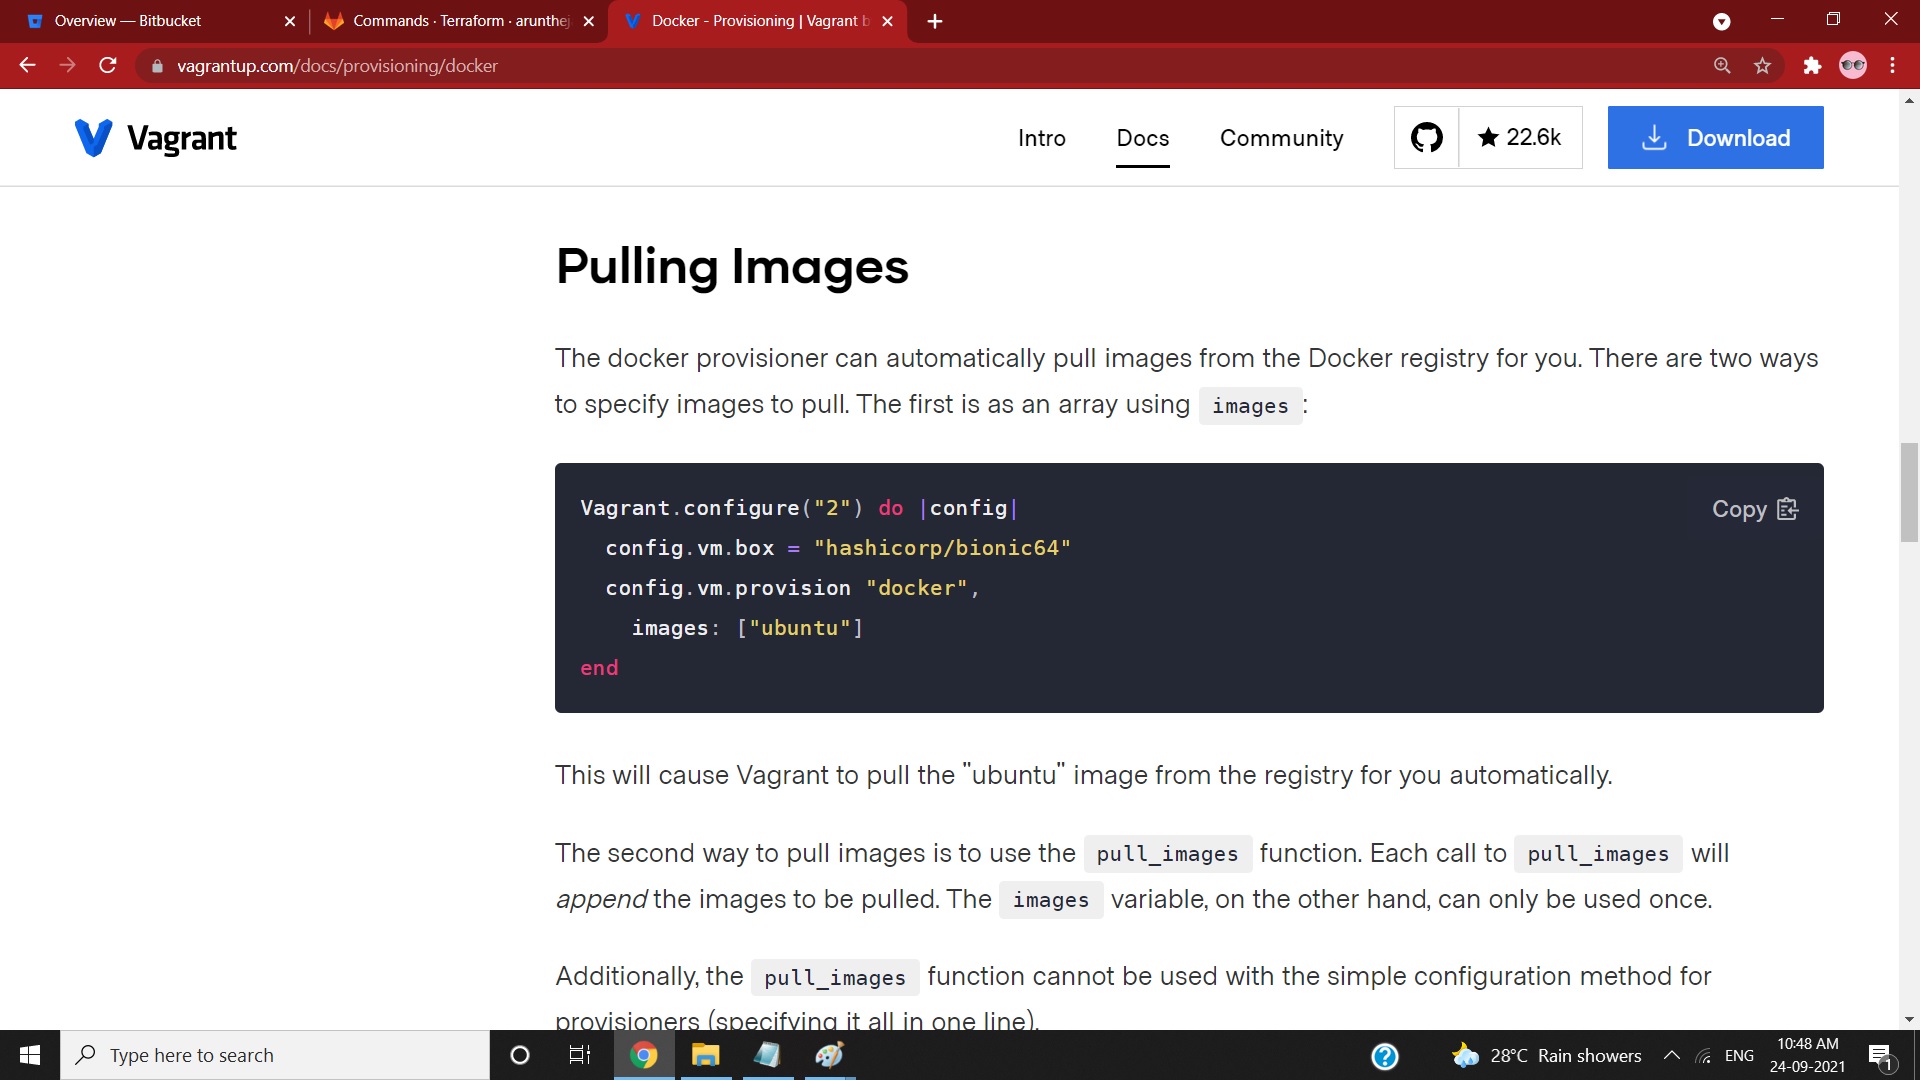 Overview — Bitbucket
Commands · Terraform · arunthej
Docker - Provisioning | Vagrant b
vagrantup.com/docs/provisioning/docker
Vagrant
Intro
Docs
Community
22.6k
Download
Pulling Images
The docker provisioner can automatically pull images from the Docker registry for you. There are two ways
to specify images to pull. The first is as an array using images :
Vagrant.configure("2") do |config|
Copy
config.vm.box = "hashicorp/bionic64"
config.vm.provision "docker",
images: ["ubuntu"]
end
This will cause Vagrant to pull the "ubuntu" image from the registry for you automatically.
The second way to pull images is to use the pull_images function. Each call to pull_images will
append the images to be pulled. The images variable, on the other hand, can only be used once.
Additionally, the pull_images function cannot be used with the simple configuration method for
provisioners (specifying it all in one line).
Type here to search
28°C Rain showers
ENG
10:48 AM
24-09-2021
1